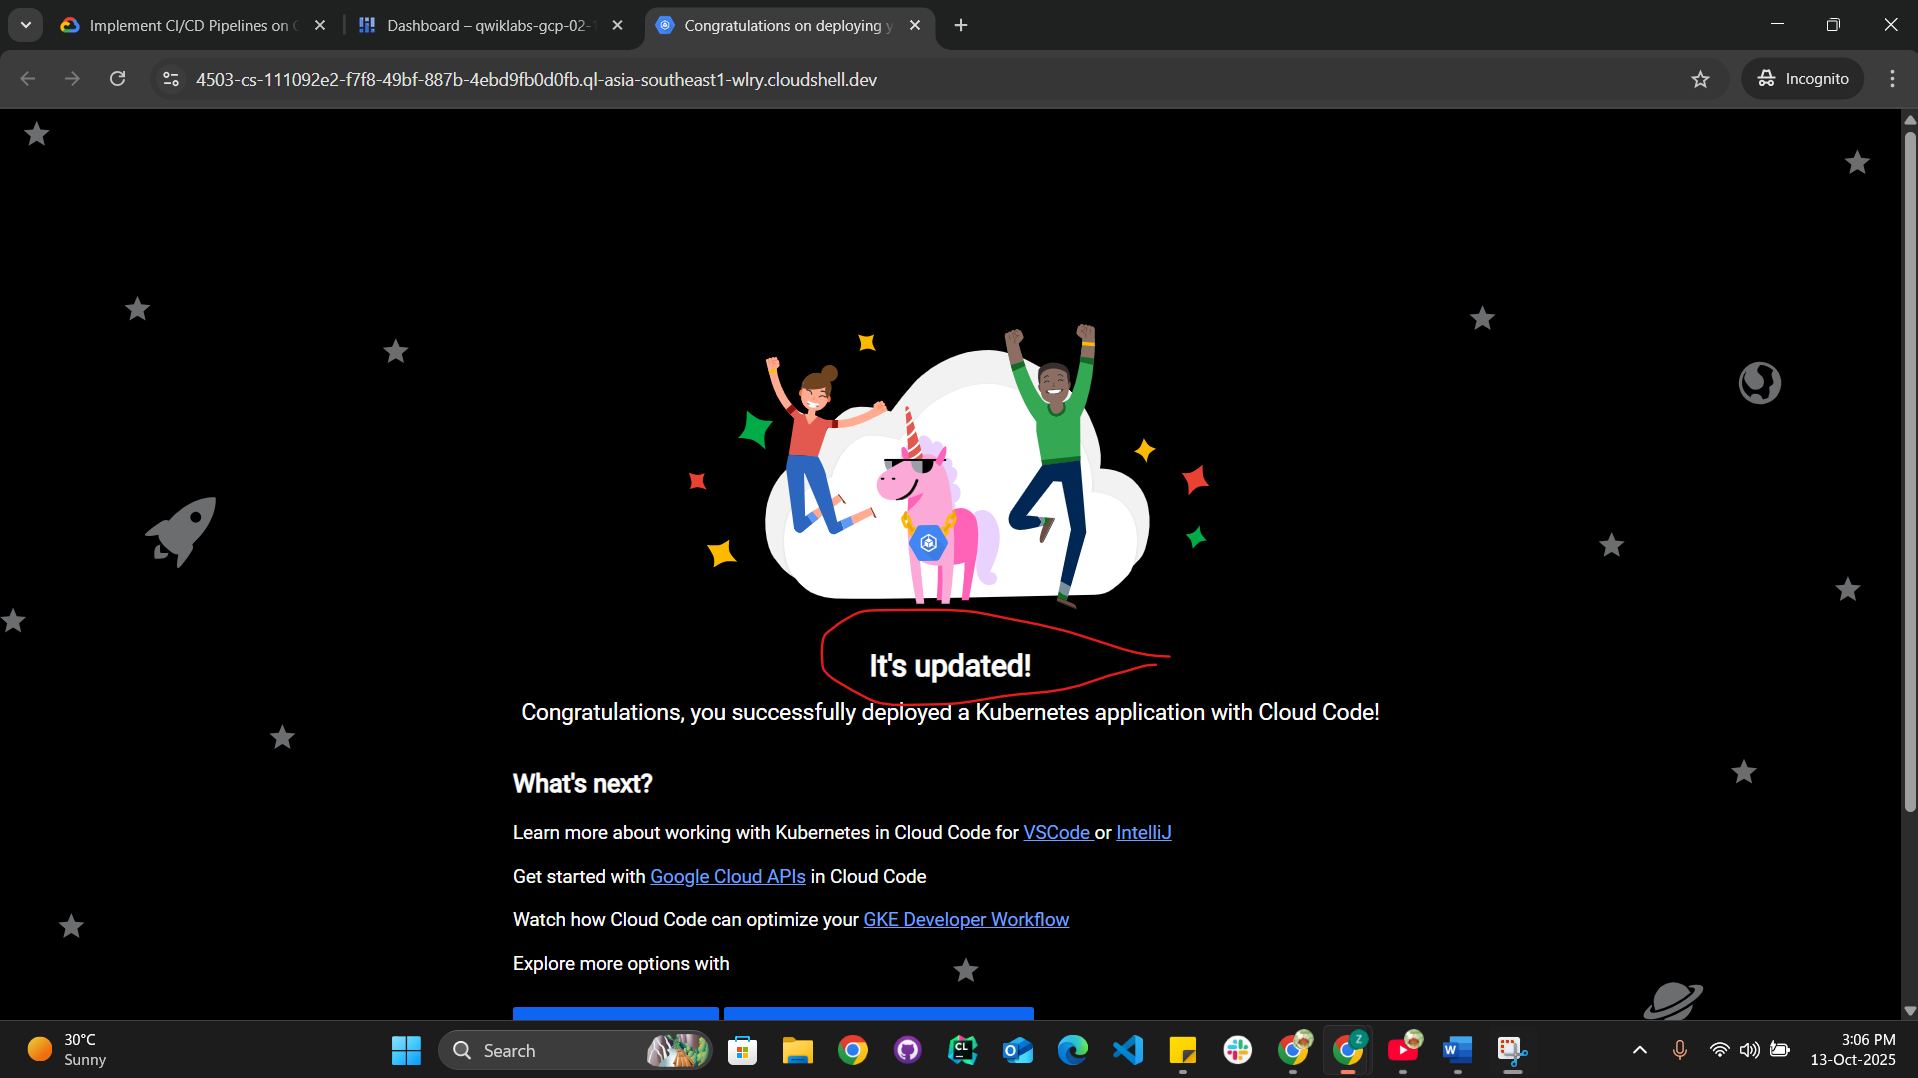 Implement CI/CD Pipelines on
Dashboard – qwiklabs-gcp-02-
Congratulations on deploying y
4503-cs-111092e2-f7f8-49bf-887b-4ebd9fb0d0fb.ql-asia-southeast1-wlry.cloudshell.dev
Incognito
It's updated!
Congratulations, you successfully deployed a Kubernetes application with Cloud Code!
What's next?
Learn more about working with Kubernetes in Cloud Code for VSCode or IntelliJ
Get started with Google Cloud APIs in Cloud Code
Watch how Cloud Code can optimize your GKE Developer Workflow
Explore more options with
30°C
Sunny
Search
CL
Z
3:06 PM
13-Oct-2025